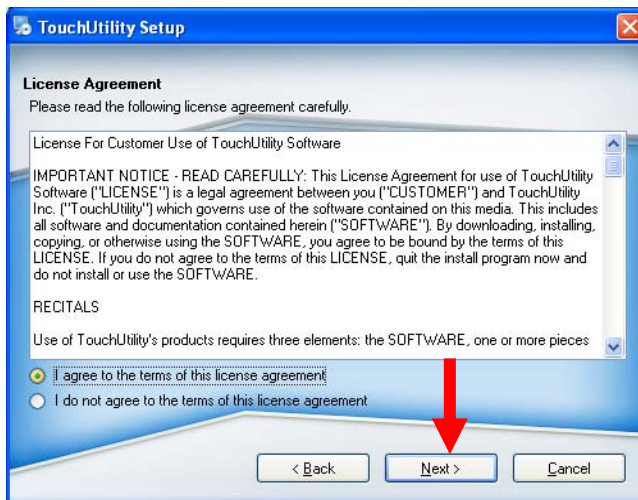 TouchUtility Setup
License Agreement
Please read the following license agreement carefully.
License For Customer Use of TouchUtility Software
IMPORTANT NOTICE - READ CAREFULLY: This License Agreement for use of TouchUtility
Software ("LICENSE") is a legal agreement between you ("CUSTOMER") and TouchUtility
Inc. ("TouchUtility") which governs use of the software contained on this media. This includes
all software and documentation contained herein ("SOFTWARE"). By downloading, installing,
copying, or otherwise using the SOFTWARE, you agree to be bound by the terms of this
LICENSE. If you do not agree to the terms of this LICENSE, quit the install program now and
do not install or use the SOFTWARE.
RECITALS
Use of TouchUtility's products requires three elements: the SOFTWARE, one or more pieces
I agree to the terms of this license agreement
I do not agree to the terms of this license agreement
< Back Next > Cancel